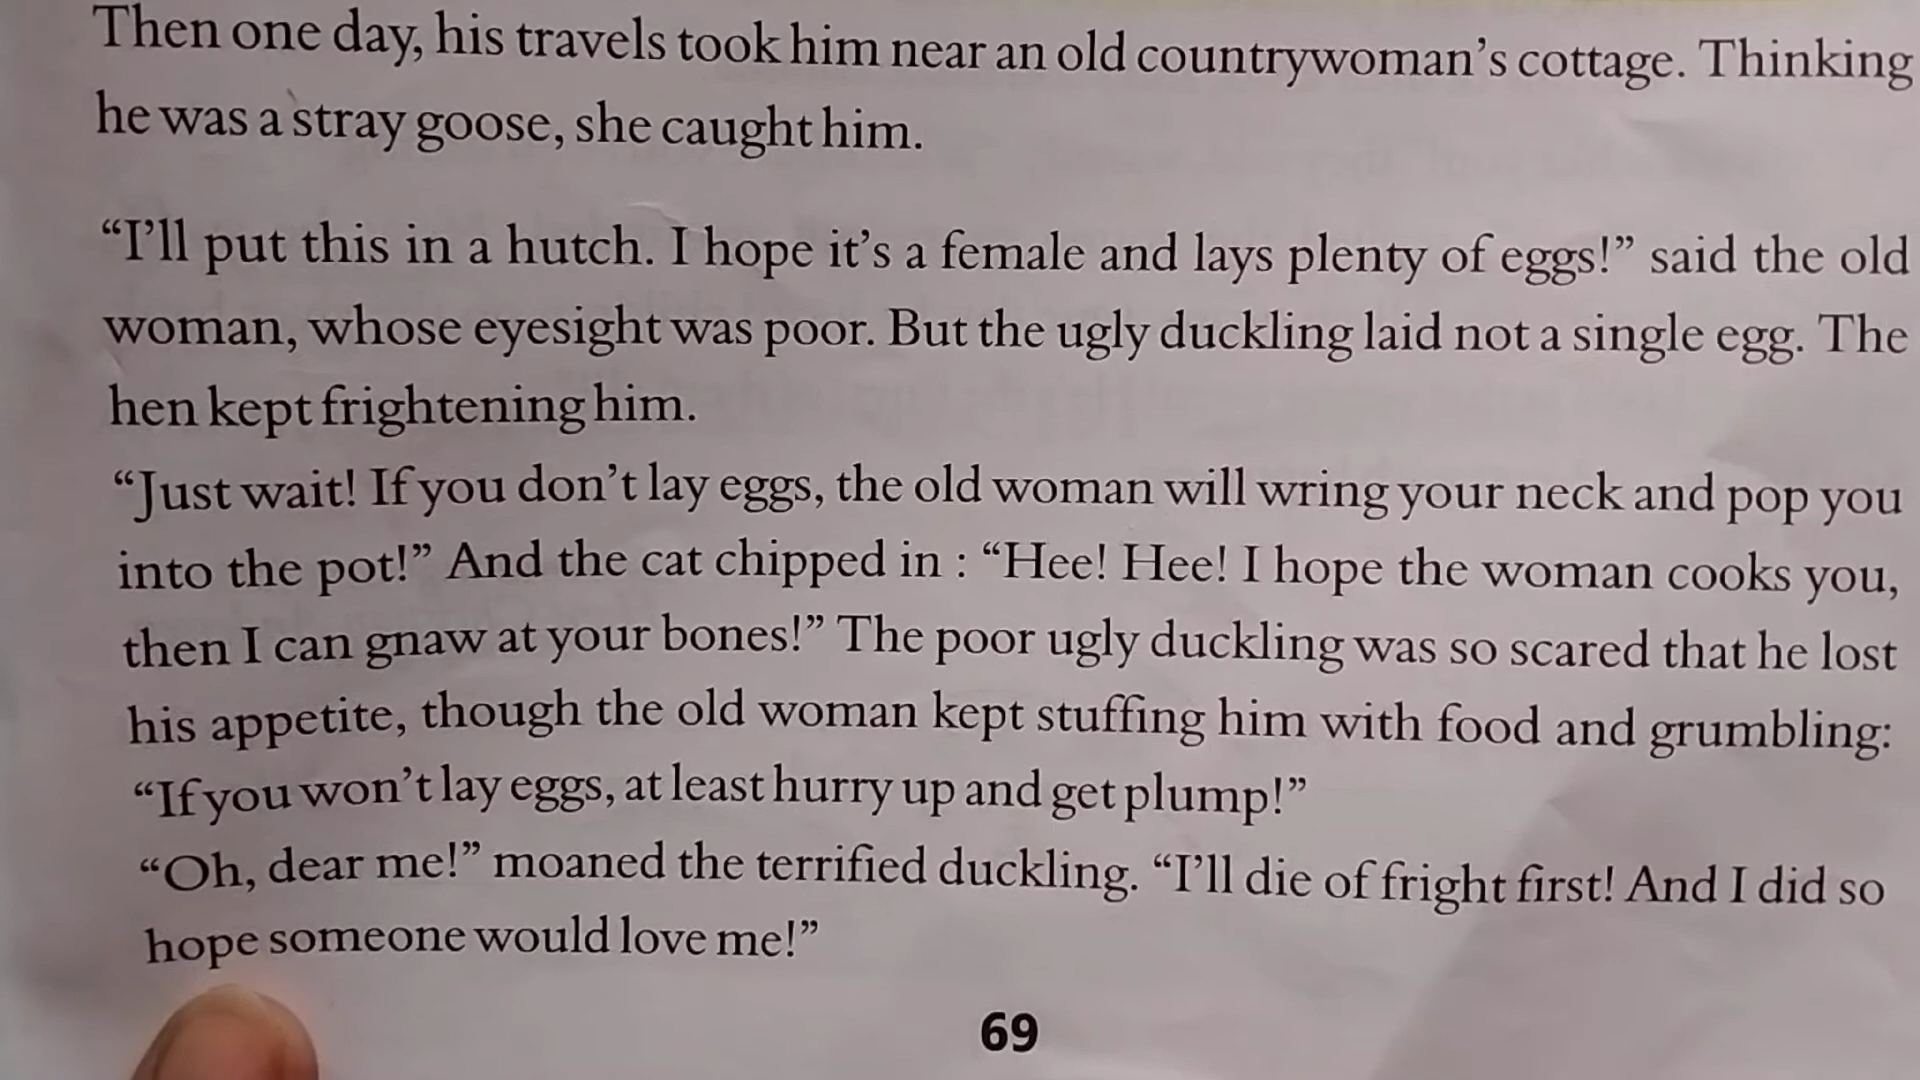 Then one day, his travels took him near an old countrywoman’s cottage. Thinking
he was a stray goose, she caught him.
“I’ll put this in a hutch. I hope it’s a female and lays plenty of eggs!” said the old
woman, whose eyesight was poor. But the ugly duckling laid not a single egg. The
hen kept frightening him.
“Just wait! If you don’t lay eggs, the old woman will wring your neck and pop you
into the pot!” And the cat chipped in : “Hee! Hee! I hope the woman cooks you,
then I can gnaw at your bones!” The poor ugly duckling was so scared that he lost
his appetite, though the old woman kept stuffing him with food and grumbling:
“If you won’t lay eggs, at least hurry up and get plump!”
“Oh, dear me!” moaned the terrified duckling. “I’ll die of fright first! And I did so
hope someone would love me!”
69